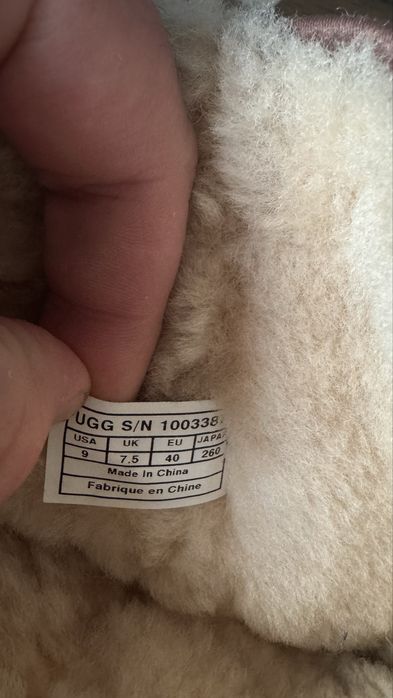 UGG S/N 100338
USA UK EU JAPA
9 7.5 40 260
Made In China
Fabrique en Chine